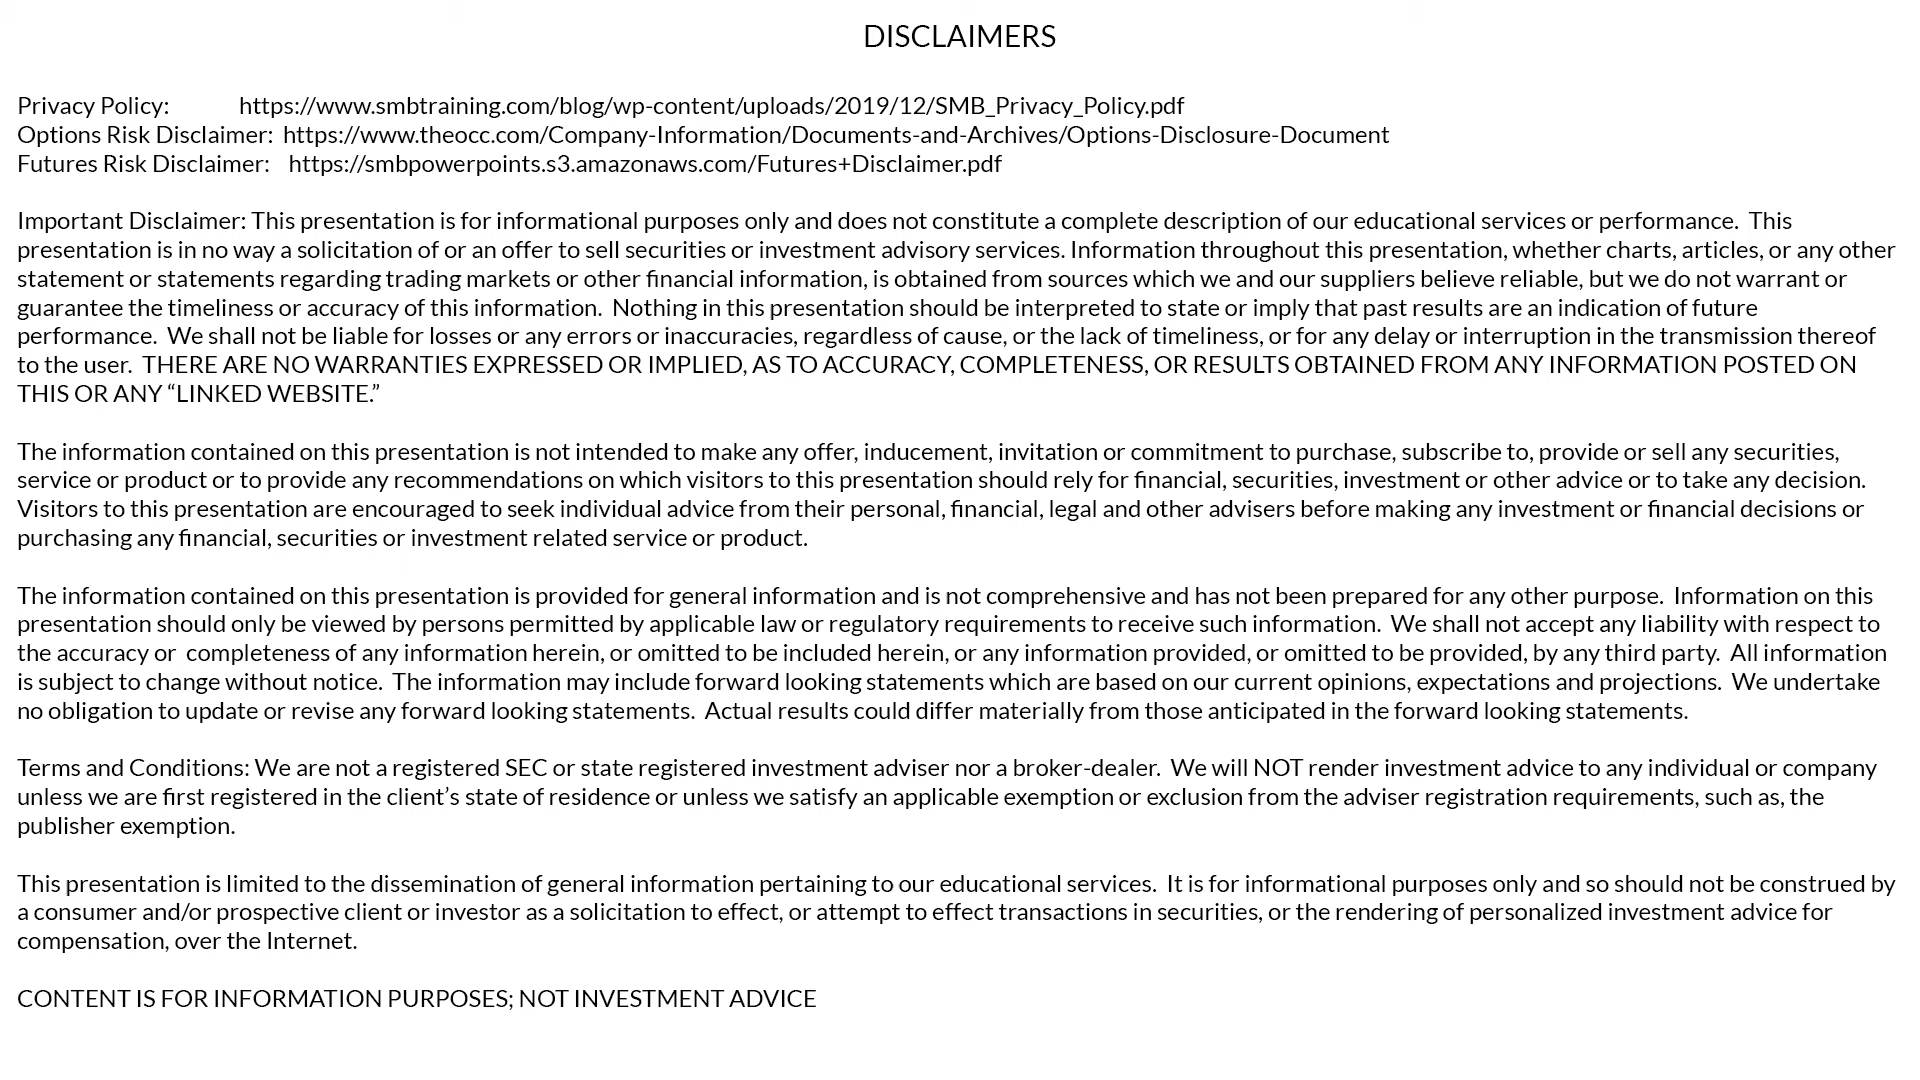 DISCLAIMERS
Privacy Policy: https://www.smbtraining.com/blog/wp-content/uploads/2019/12/SMB_Privacy_Policy.pdf
Options Risk Disclaimer: https://www.theocc.com/Company-Information/Documents-and-Archives/Options-Disclosure-Document
Futures Risk Disclaimer: https://smbpowerpoints.s3.amazonaws.com/Futures+Disclaimer.pdf
Important Disclaimer: This presentation is for informational purposes only and does not constitute a complete description of our educational services or performance. This
presentation is in no way a solicitation of or an offer to sell securities or investment advisory services. Information throughout this presentation, whether charts, articles, or any other
statement or statements regarding trading markets or other financial information, is obtained from sources which we and our suppliers believe reliable, but we do not warrant or
guarantee the timeliness or accuracy of this information. Nothing in this presentation should be interpreted to state or imply that past results are an indication of future
performance. We shall not be liable for losses or any errors or inaccuracies, regardless of cause, or the lack of timeliness, or for any delay or interruption in the transmission thereof
to the user. THERE ARE NO WARRANTIES EXPRESSED OR IMPLIED, AS TO ACCURACY, COMPLETENESS, OR RESULTS OBTAINED FROM ANY INFORMATION POSTED ON
THIS OR ANY “LINKED WEBSITE.”
The information contained on this presentation is not intended to make any offer, inducement, invitation or commitment to purchase, subscribe to, provide or sell any securities,
service or product or to provide any recommendations on which visitors to this presentation should rely for financial, securities, investment or other advice or to take any decision.
Visitors to this presentation are encouraged to seek individual advice from their personal, financial, legal and other advisers before making any investment or financial decisions or
purchasing any financial, securities or investment related service or product.
The information contained on this presentation is provided for general information and is not comprehensive and has not been prepared for any other purpose. Information on this
presentation should only be viewed by persons permitted by applicable law or regulatory requirements to receive such information. We shall not accept any liability with respect to
the accuracy or completeness of any information herein, or omitted to be included herein, or any information provided, or omitted to be provided, by any third party. All information
is subject to change without notice. The information may include forward looking statements which are based on our current opinions, expectations and projections. We undertake
no obligation to update or revise any forward looking statements. Actual results could differ materially from those anticipated in the forward looking statements.
Terms and Conditions: We are not a registered SEC or state registered investment adviser nor a broker-dealer. We will NOT render investment advice to any individual or company
unless we are first registered in the client’s state of residence or unless we satisfy an applicable exemption or exclusion from the adviser registration requirements, such as, the
publisher exemption.
This presentation is limited to the dissemination of general information pertaining to our educational services. It is for informational purposes only and so should not be construed by
a consumer and/or prospective client or investor as a solicitation to effect, or attempt to effect transactions in securities, or the rendering of personalized investment advice for
compensation, over the Internet.
CONTENT IS FOR INFORMATION PURPOSES; NOT INVESTMENT ADVICE